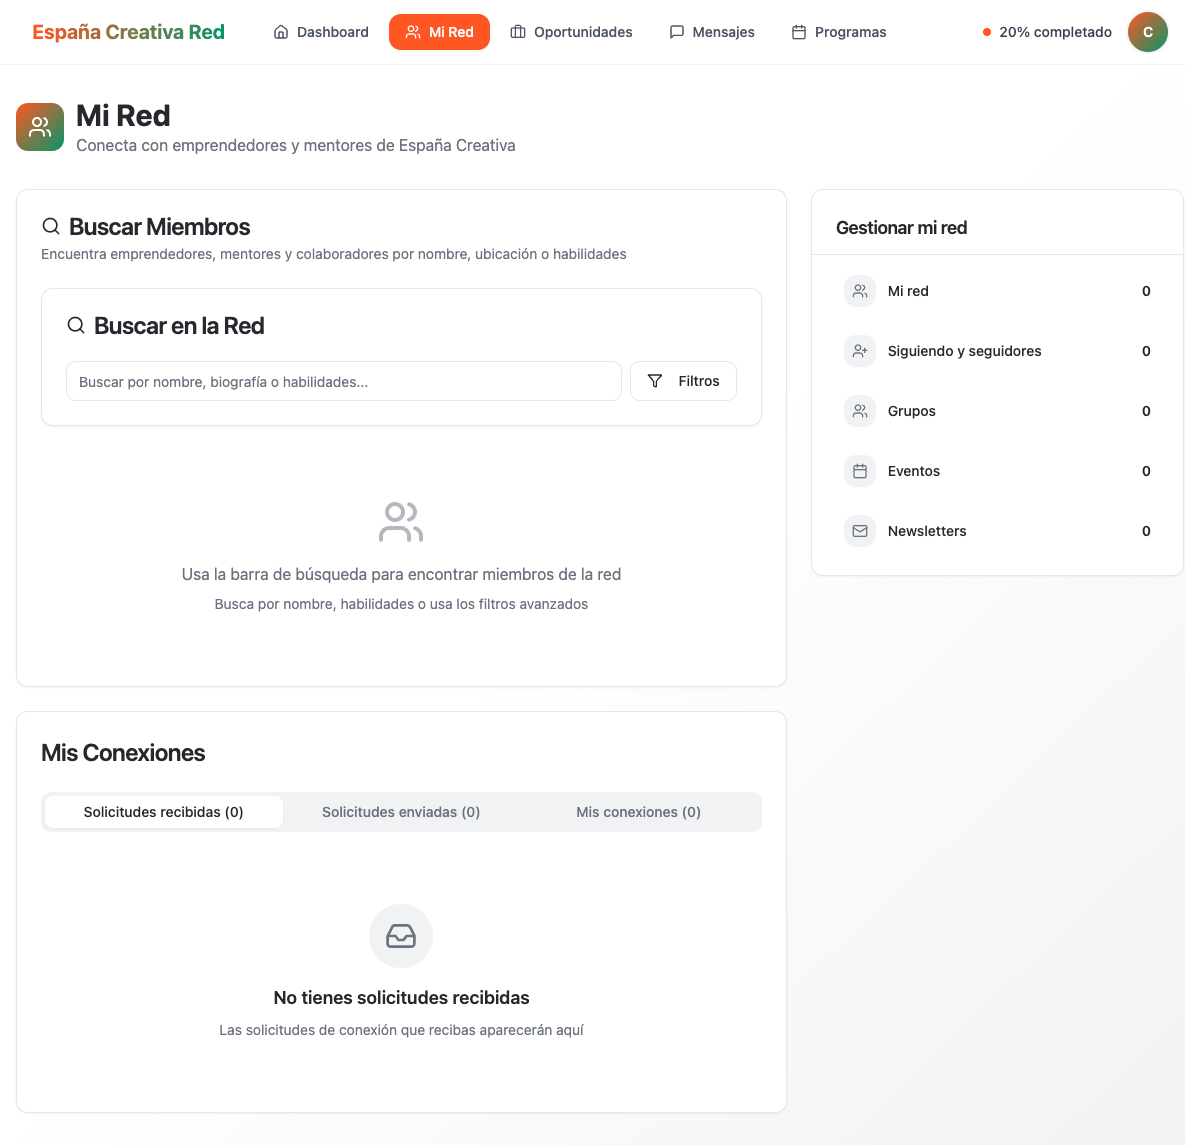 España Creativa Red
Dashboard
Mi Red
Oportunidades
Mensajes
Programas
20% completado
C
Mi Red
Conecta con emprendedores y mentores de España Creativa
Buscar Miembros
Encuentra emprendedores, mentores y colaboradores por nombre, ubicación o habilidades
Buscar en la Red
Buscar por nombre, biografía o habilidades...
Filtros
Usa la barra de búsqueda para encontrar miembros de la red
Busca por nombre, habilidades o usa los filtros avanzados
Gestionar mi red
Mi red 0
Siguiendo y seguidores 0
Grupos 0
Eventos 0
Newsletters 0
Mis Conexiones
Solicitudes recibidas (0)
Solicitudes enviadas (0)
Mis conexiones (0)
No tienes solicitudes recibidas
Las solicitudes de conexión que recibas aparecerán aquí